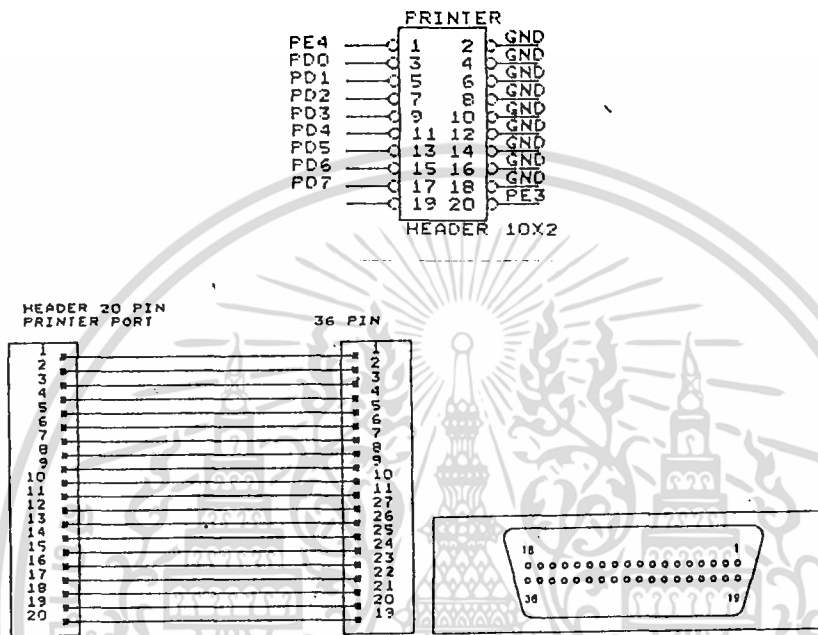 PRINTER
PE4 1 2 GND
PD0 3 4 GND
PD1 5 6 GND
PD2 7 8 GND
PD3 9 10 GND
PD4 11 12 GND
PD5 13 14 GND
PD6 15 16 GND
PD7 17 18 GND
19 20 PE3
HEADER 10X2
HEADER 20 PIN
PRINTER PORT
36 PIN
1 1
2 2
3 3
4 4
5 5
6 6
7 7
8 8
9 9
10 10
11 11
12 27
13 26
14 25
15 24
16 23
17 22
18 21
19 20
20 19
18 1
36 19